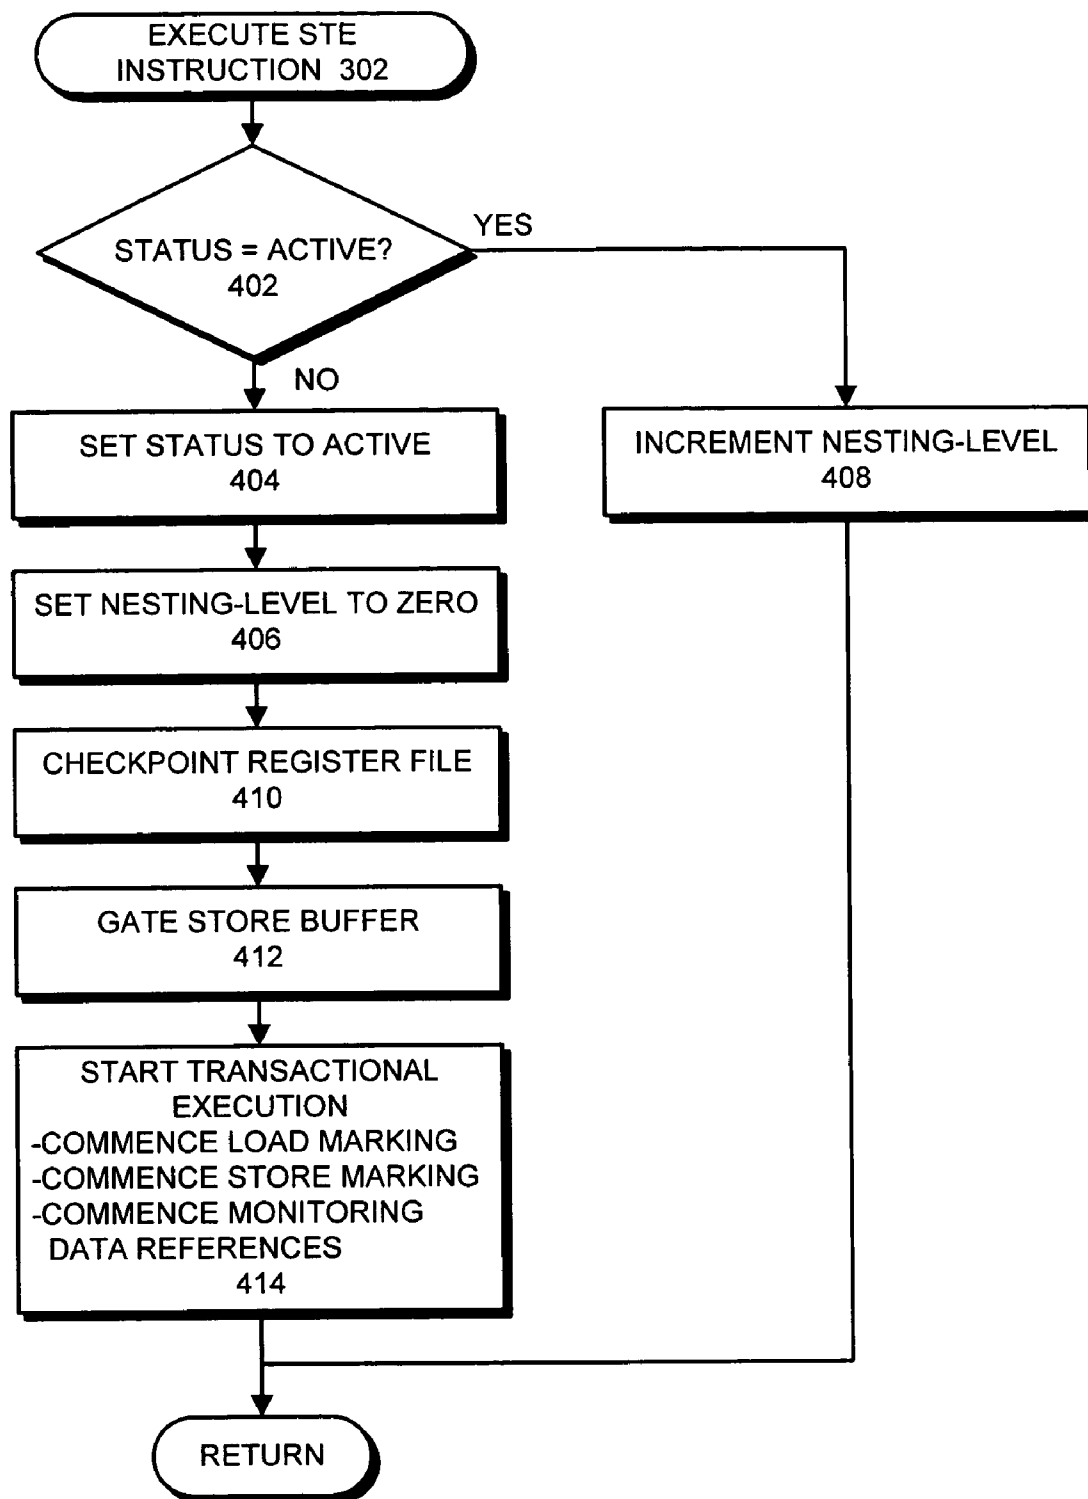 EXECUTE STE
INSTRUCTION 302
STATUS = ACTIVE?
402
YES
NO
SET STATUS TO ACTIVE
404
INCREMENT NESTING-LEVEL
408
SET NESTING-LEVEL TO ZERO
406
CHECKPOINT REGISTER FILE
410
GATE STORE BUFFER
412
START TRANSACTIONAL
EXECUTION
-COMMENCE LOAD MARKING
-COMMENCE STORE MARKING
-COMMENCE MONITORING
DATA REFERENCES
414
RETURN